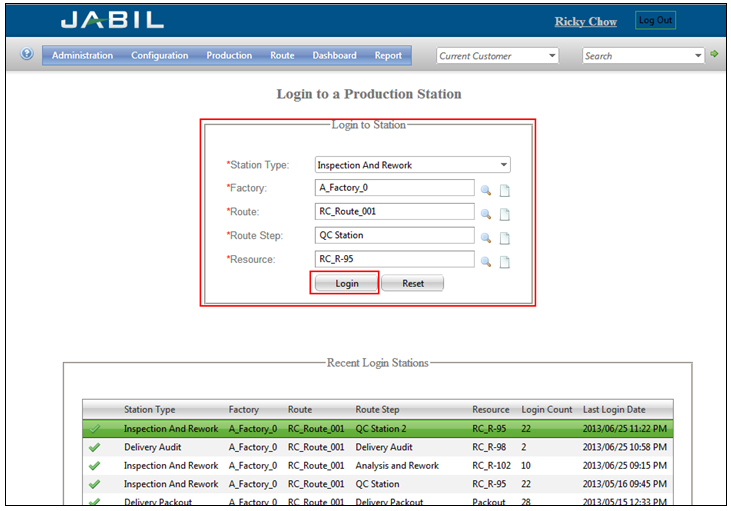 JABIL
Ricky Chow Log Out
Administration Configuration Production Route Dashboard Report Current Customer Search
Login to a Production Station
Login to Station
*Station Type: Inspection And Rework
*Factory: A_Factory_0
*Route: RC_Route_001
*Route Step: QC Station
*Resource: RC_R-95
Login Reset
Recent Login Stations
Station Type Factory Route Route Step Resource Login Count Last Login Date
Inspection And Rework A_Factory_0 RC_Route_001 QC Station 2 RC_R-95 22 2013/06/25 11:22 PM
Delivery Audit A_Factory_0 RC_Route_001 Delivery Audit RC_R-98 2 2013/06/25 10:58 PM
Inspection And Rework A_Factory_0 RC_Route_001 Analysis and Rework RC_R-102 10 2013/06/25 09:15 PM
Inspection And Rework A_Factory_0 RC_Route_001 QC Station RC_R-95 22 2013/05/16 09:45 PM
Delivery Packout A_Factory_0 RC_Route_001 Delivery Packout Packout 28 2013/05/15 12:33 PM